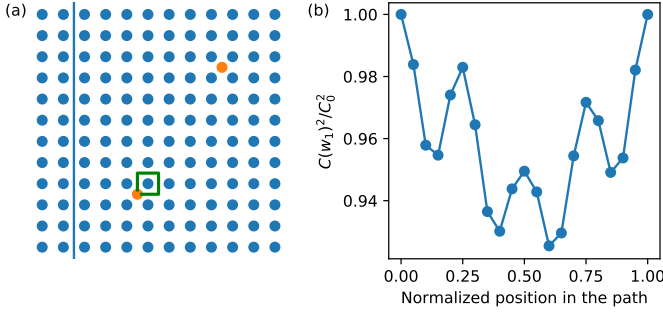 (a)
(b)
1.00
0.98
0.96
0.94
C(w₁)²/C₀²
0.00 0.25 0.50 0.75 1.00
Normalized position in the path